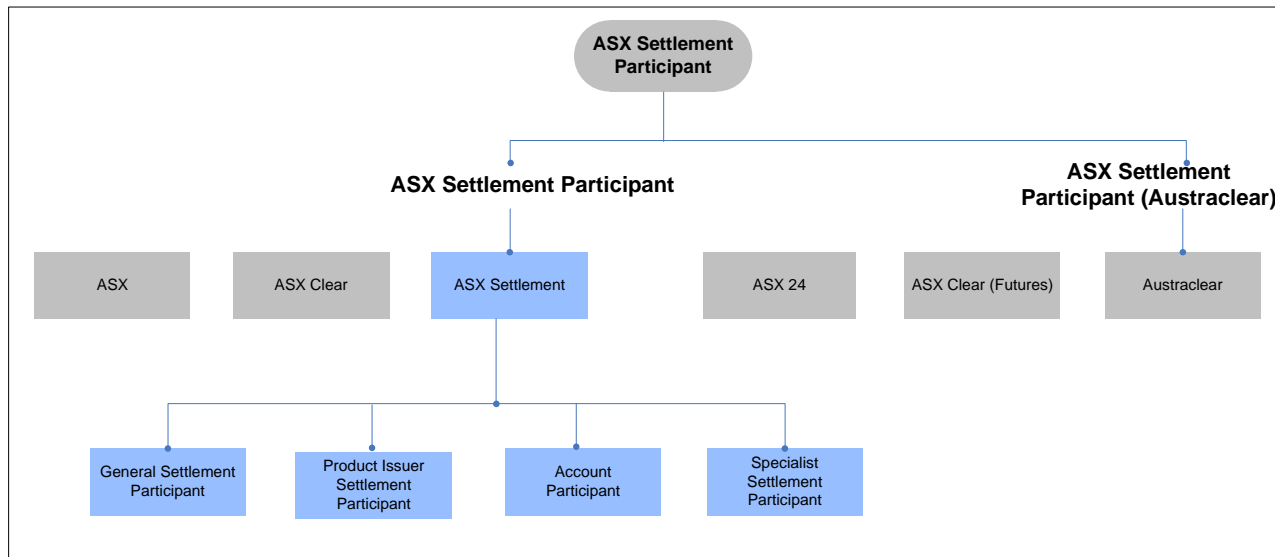 ASX Settlement
Participant
ASX Settlement Participant
ASX Settlement
Participant (Austraclear)
ASX
ASX Clear
ASX Settlement
ASX 24
ASX Clear (Futures)
Austraclear
General Settlement
Participant
Product Issuer
Settlement
Participant
Account
Participant
Specialist
Settlement
Participant